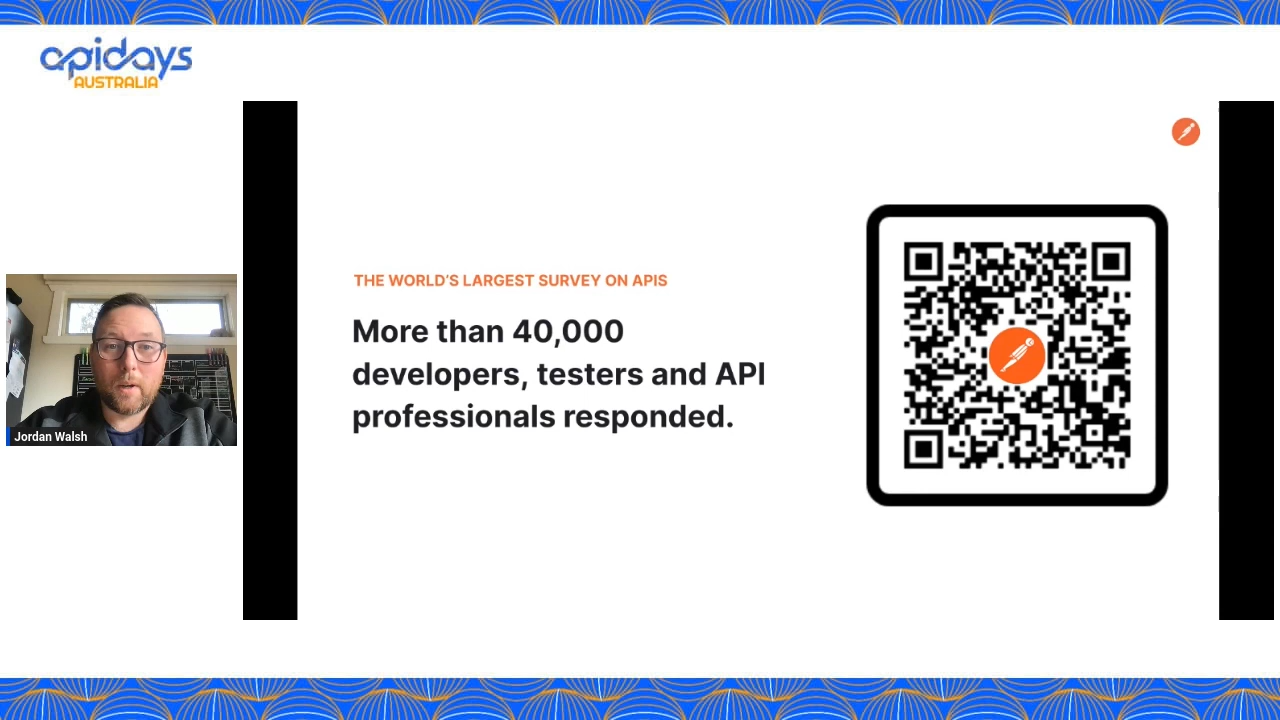 apidays
AUSTRALIA
THE WORLD'S LARGEST SURVEY ON APIS
More than 40,000
developers, testers and API
professionals responded.
Jordan Walsh